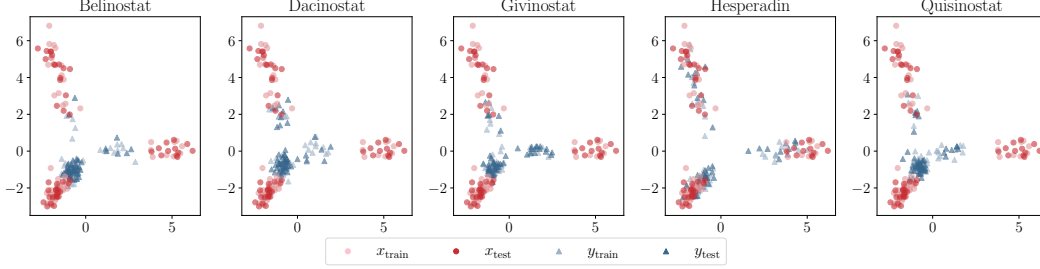 Belinostat Dacinostat Givinostat Hesperadin Quisinostat
6 6 6 6 6
4 4 4 4 4
2 2 2 2 2
0 0 0 0 0
−2 −2 −2 −2 −2
0 5 0 5 0 5 0 5 0 5
x_train x_test y_train y_test